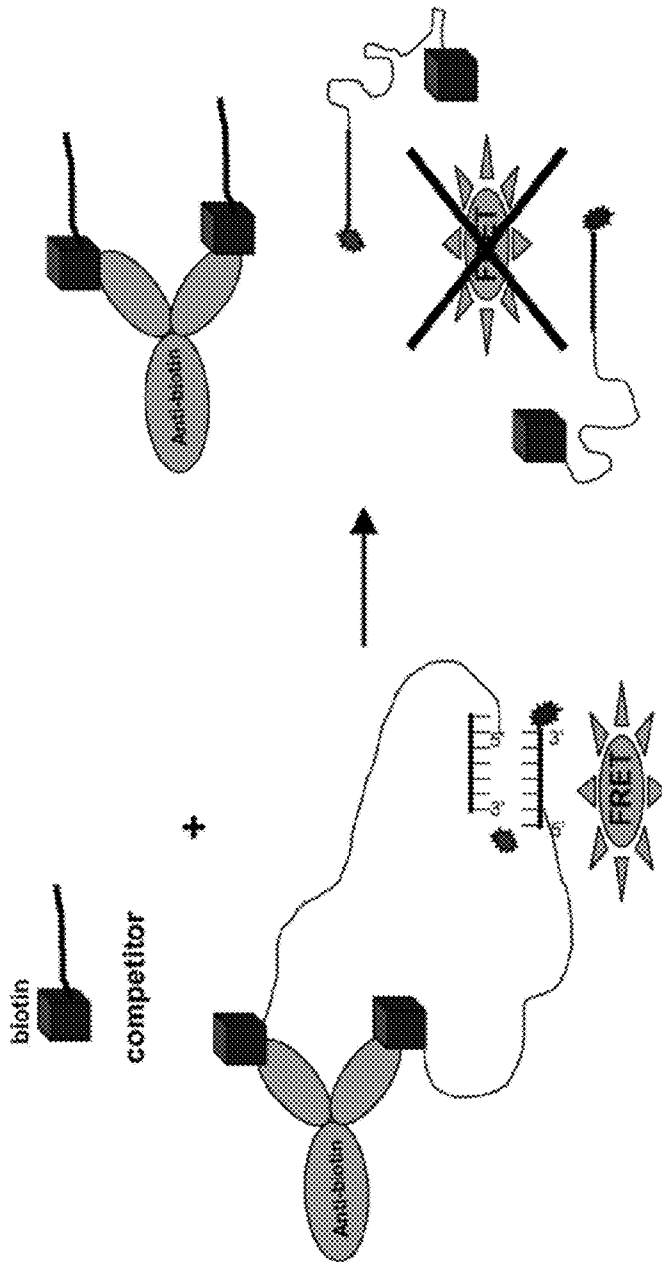 biotin
competitor
+
Anti-biotin
3'
5'
5'
3'
FRET
Anti-biotin
FRET